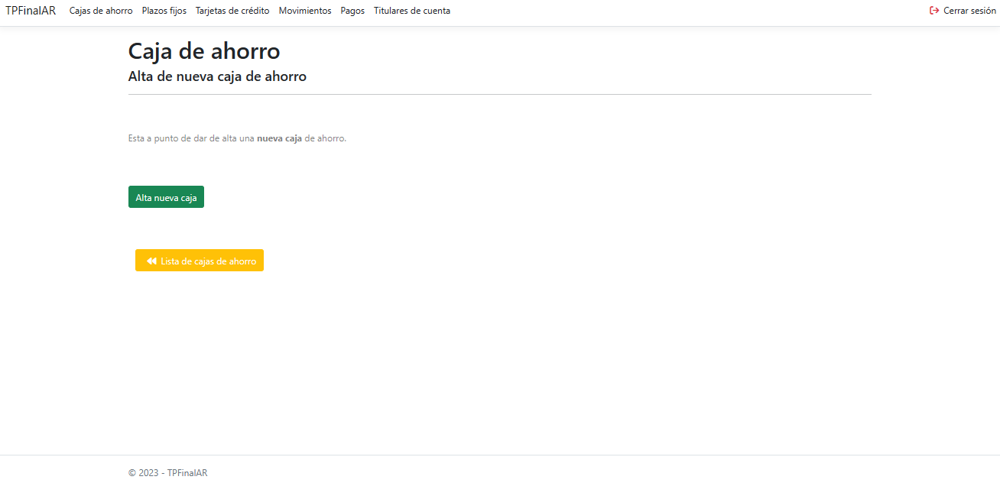 TPFinalAR Cajas de ahorro Plazos fijos Tarjetas de crédito Movimientos Pagos Titulares de cuenta Cerrar sesión
Caja de ahorro
Alta de nueva caja de ahorro
Esta a punto de dar de alta una nueva caja de ahorro.
Alta nueva caja
Lista de cajas de ahorro
© 2023 - TPFinalAR